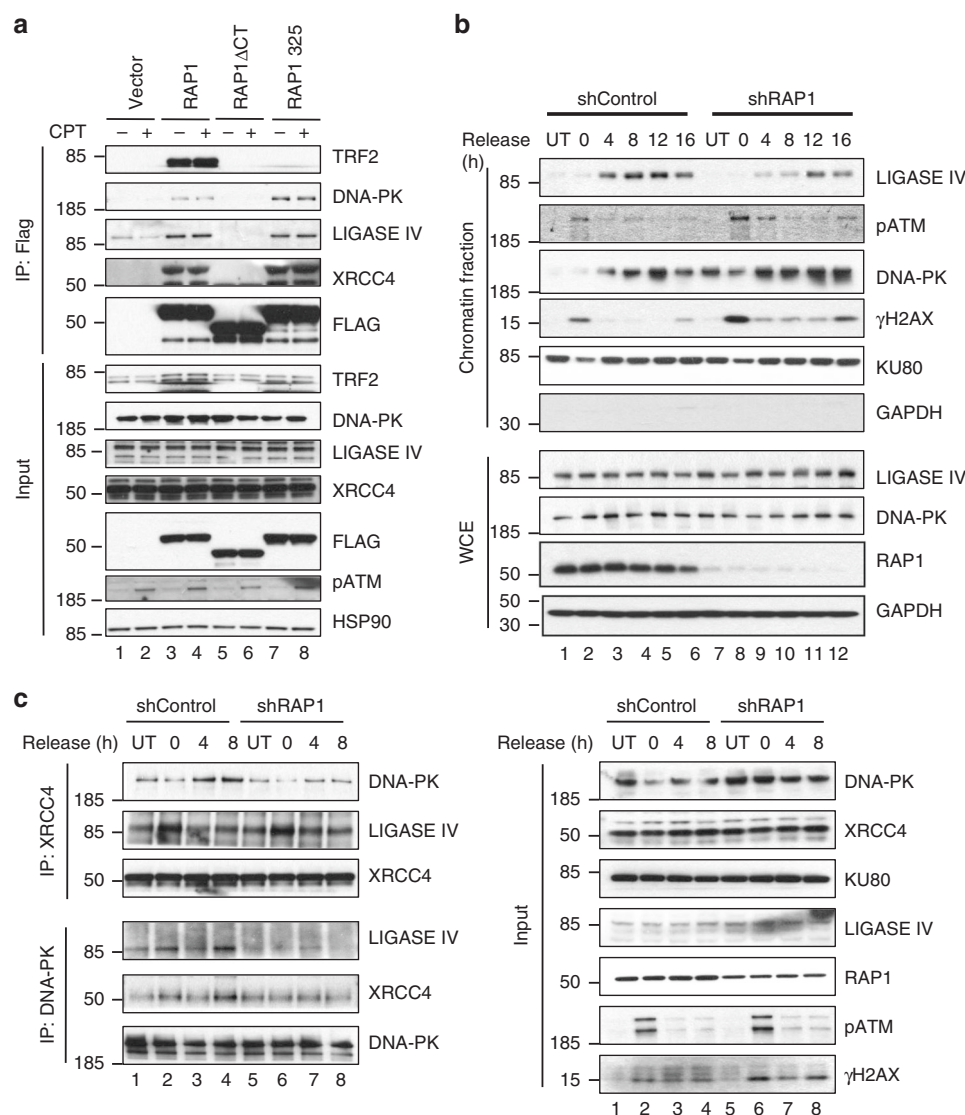 a
Vector
RAP1
RAP1ΔCT
RAP1 325
CPT – + – + – + – +
IP: Flag
85 TRF2
185 DNA-PK
85 LIGASE IV
50 XRCC4
50 FLAG
Input
85 TRF2
185 DNA-PK
85 LIGASE IV
50 XRCC4
50 FLAG
185 pATM
85 HSP90
1 2 3 4 5 6 7 8
b
shControl shRAP1
Release (h) UT 0 4 8 12 16 UT 0 4 8 12 16
Chromatin fraction
85 LIGASE IV
185 pATM
185 DNA-PK
15 γH2AX
85 KU80
30 GAPDH
WCE
85 LIGASE IV
185 DNA-PK
50 RAP1
50 30 GAPDH
1 2 3 4 5 6 7 8 9 10 11 12
c
shControl shRAP1
Release (h) UT 0 4 8 UT 0 4 8
IP: XRCC4
185 DNA-PK
85 LIGASE IV
50 XRCC4
IP: DNA-PK
85 LIGASE IV
50 XRCC4
185 DNA-PK
1 2 3 4 5 6 7 8
shControl shRAP1
Release (h) UT 0 4 8 UT 0 4 8
Input
185 DNA-PK
50 XRCC4
85 KU80
85 LIGASE IV
50 RAP1
185 pATM
15 γH2AX
1 2 3 4 5 6 7 8